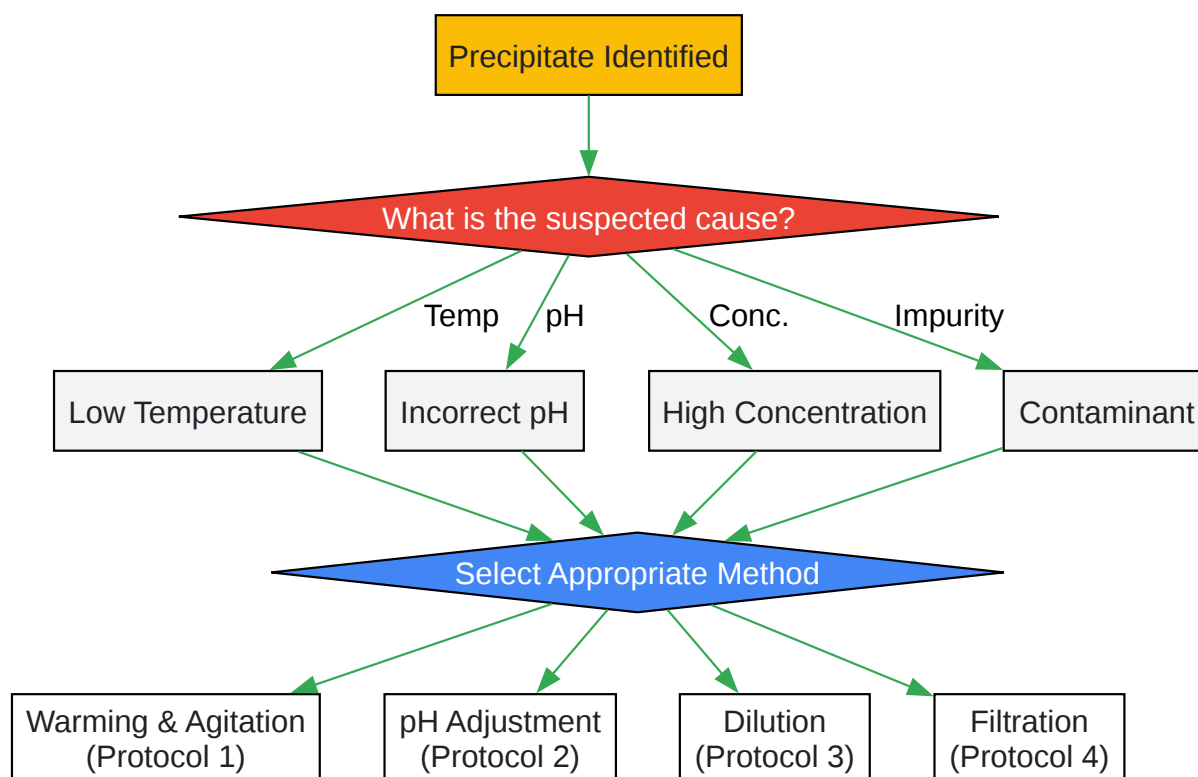 Precipitate Identified
What is the suspected cause?
Temp
pH
Conc.
Impurity
Low Temperature
Incorrect pH
High Concentration
Contaminant
Select Appropriate Method
Warming & Agitation
(Protocol 1)
pH Adjustment
(Protocol 2)
Dilution
(Protocol 3)
Filtration
(Protocol 4)